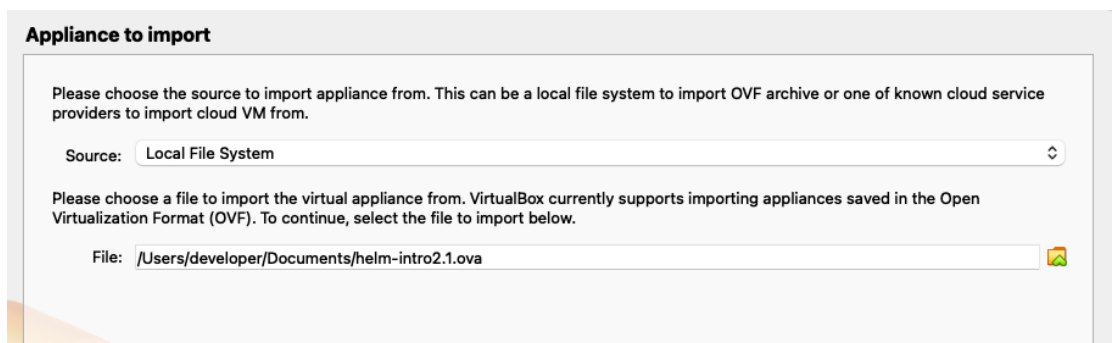 Appliance to import
Please choose the source to import appliance from. This can be a local file system to import OVF archive or one of known cloud service
providers to import cloud VM from.
Source: Local File System
Please choose a file to import the virtual appliance from. VirtualBox currently supports importing appliances saved in the Open
Virtualization Format (OVF). To continue, select the file to import below.
File: /Users/developer/Documents/helm-intro2.1.ova